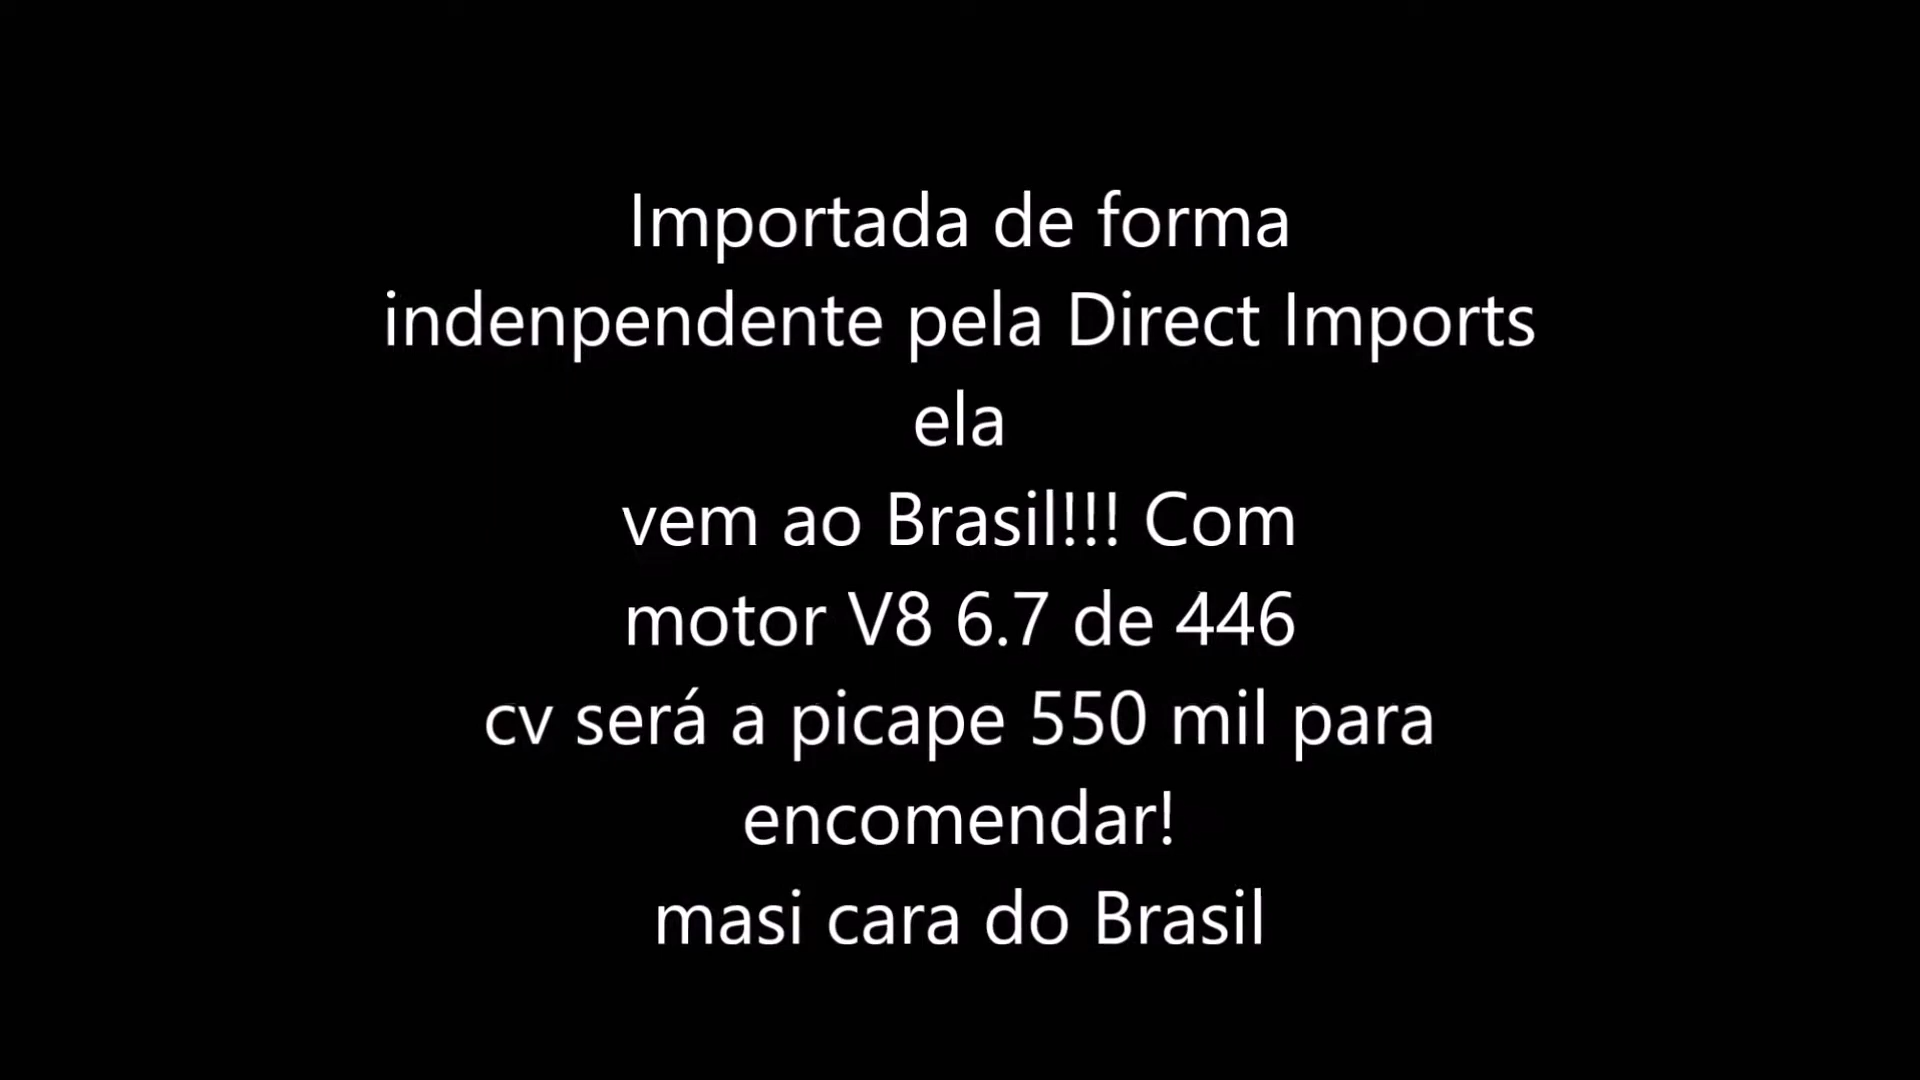 Importada de forma
indenpendente pela Direct Imports
ela
vem ao Brasil!!! Com
motor V8 6.7 de 446
cv será a picape 550 mil para
encomendar!
masi cara do Brasil